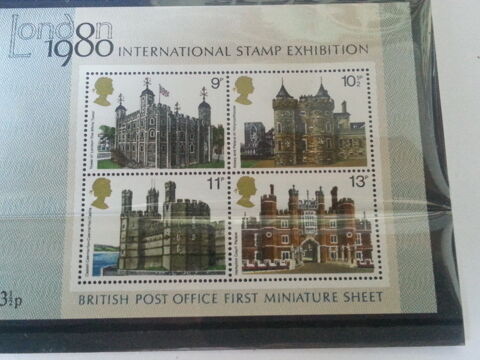 London
1980 INTERNATIONAL STAMP EXHIBITION
9P
10½P
11P
13P
BRITISH POST OFFICE FIRST MINIATURE SHEET
3½p